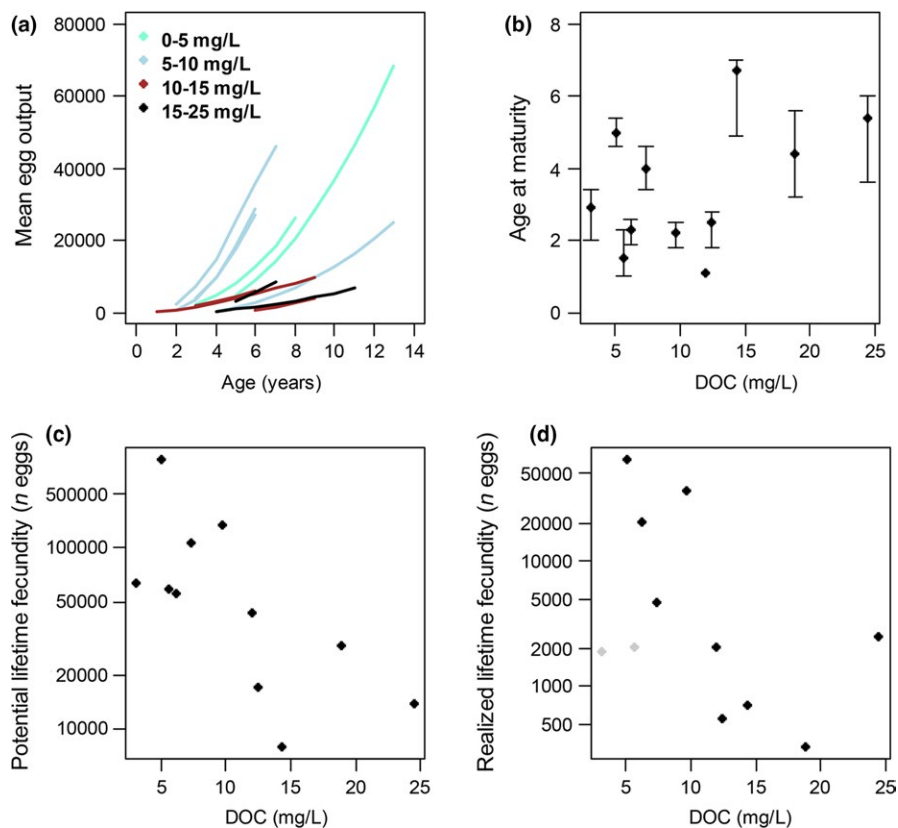 (a)
80000
60000
40000
20000
0
Mean egg output
0-5 mg/L
5-10 mg/L
10-15 mg/L
15-25 mg/L
0 2 4 6 8 10 12 14
Age (years)
(b)
8
6
4
2
0
Age at maturity
5 10 15 20 25
DOC (mg/L)
(c)
500000
100000
50000
20000
10000
Potential lifetime fecundity (n eggs)
5 10 15 20 25
DOC (mg/L)
(d)
50000
20000
10000
5000
2000
1000
500
Realized lifetime fecundity (n eggs)
5 10 15 20 25
DOC (mg/L)